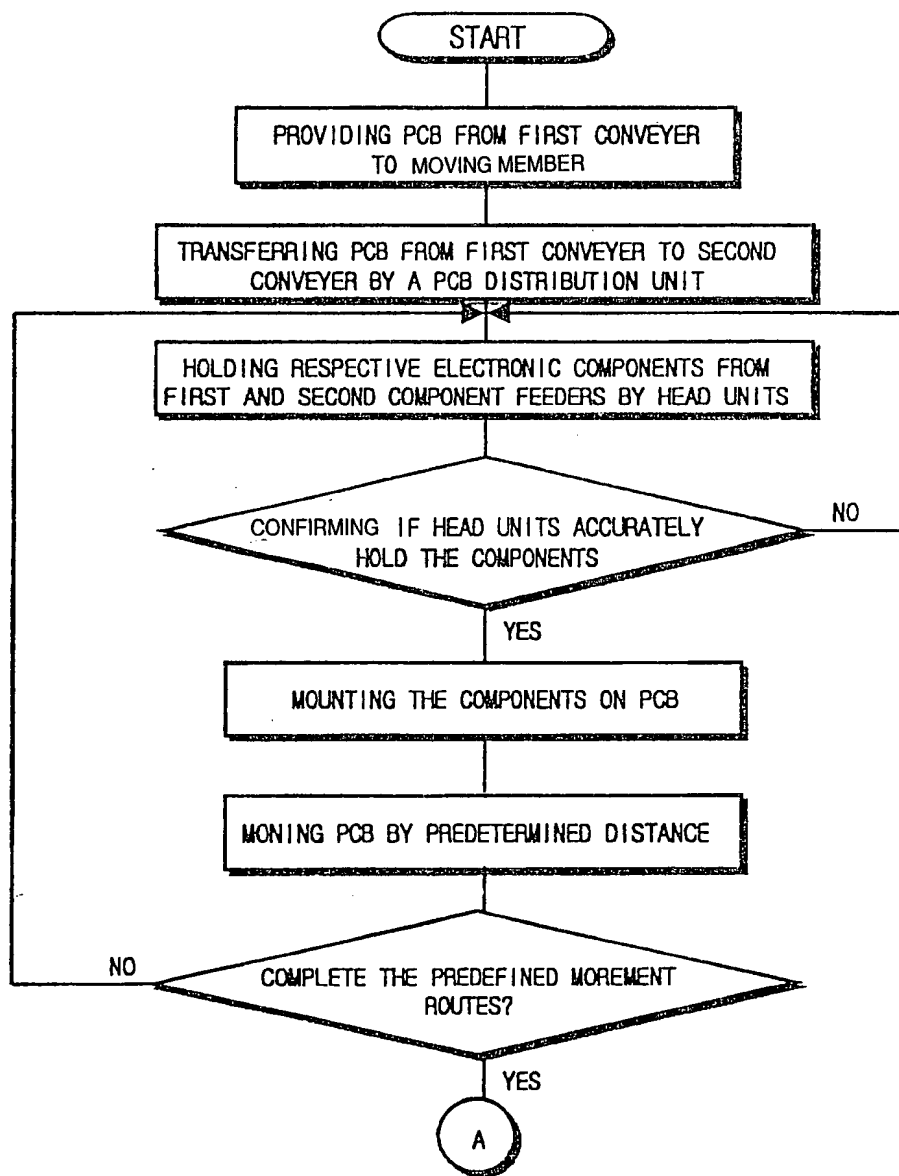 START
PROVIDING PCB FROM FIRST CONVEYER
TO MOVING MEMBER
TRANSFERRING PCB FROM FIRST CONVEYER TO SECOND
CONVEYER BY A PCB DISTRIBUTION UNIT
HOLDING RESPECTIVE ELECTRONIC COMPONENTS FROM
FIRST AND SECOND COMPONENT FEEDERS BY HEAD UNITS
CONFIRMING IF HEAD UNITS ACCURATELY
HOLD THE COMPONENTS
NO
YES
MOUNTING THE COMPONENTS ON PCB
MONING PCB BY PREDETERMINED DISTANCE
NO
COMPLETE THE PREDEFINED MOREMENT
ROUTES?
YES
A